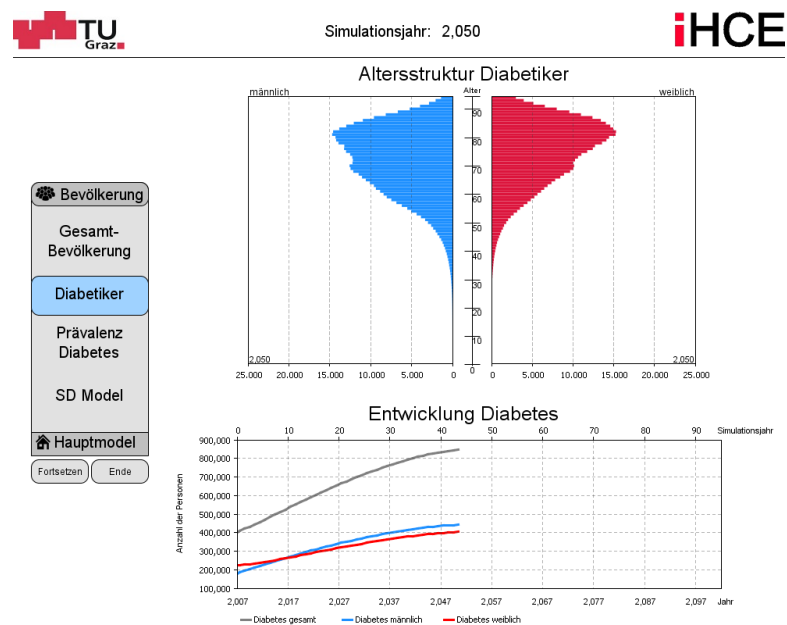 TU
Graz
Simulationsjahr: 2,050
iHCE
Altersstruktur Diabetiker
männlich
Alter
weiblich
90
80
70
60
50
40
30
20
10
0
2,050
2,050
25.000 20.000 15.000 10.000 5.000 0
0 5.000 10.000 15.000 20.000 25.000
Bevölkerung
Gesamt-
Bevölkerung
Diabetiker
Prävalenz
Diabetes
SD Model
Hauptmodel
Fortsetzen
Ende
Entwicklung Diabetes
0 10 20 30 40 50 60 70 80 90 Simulationsjahr
900,000
800,000
700,000
600,000
500,000
400,000
300,000
200,000
100,000
Anzahl der Personen
2,007 2,017 2,027 2,037 2,047 2,057 2,067 2,077 2,087 2,097 Jahr
Diabetes gesamt
Diabetes männlich
Diabetes weiblich